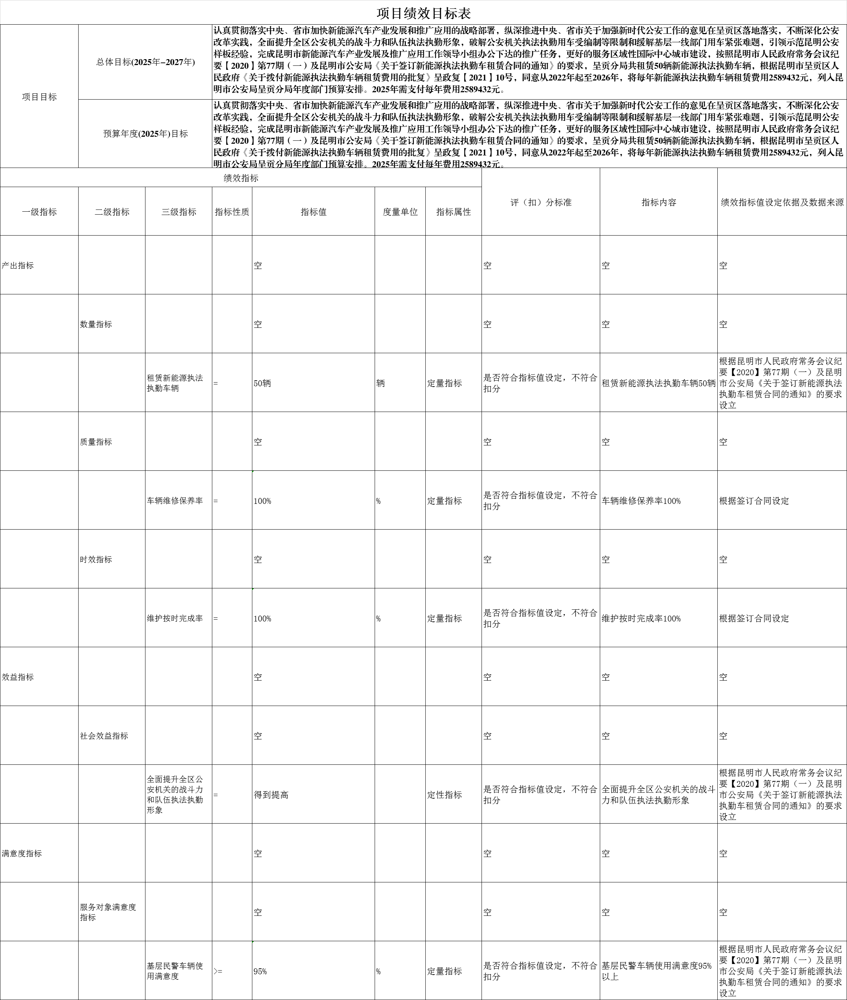 项目绩效目标表
项目目标
总体目标(2025年-2027年)
认真贯彻落实中央、省市加快新能源汽车产业发展和推广应用的战略部署，纵深推进中央、省市关于加强新时代公安工作的意见在呈贡区落地落实，不断深化公安
改革实践，全面提升全区公安机关的战斗力和队伍执法执勤形象，破解公安机关执法执勤用车受编制等限制和缓解基层一线部门用车紧张难题，引领示范昆明公安
样板经验，完成昆明市新能源汽车产业发展及推广应用工作领导小组办公下达的推广任务，更好的服务区域性国际中心城市建设，按照昆明市人民政府常务会议纪
要【2020】第77期（一）及昆明市公安局《关于签订新能源执法执勤车租赁合同的通知》的要求，呈贡分局共租赁50辆新能源执法执勤车辆，根据昆明市呈贡区人
民政府《关于拨付新能源执法执勤车辆租赁费用的批复》呈政复【2021】10号，同意从2022年起至2026年，将每年新能源执法执勤车辆租赁费用2589432元，列入昆
明市公安局呈贡分局年度部门预算安排。2025年需支付每年费用2589432元。
预算年度(2025年)目标
认真贯彻落实中央、省市加快新能源汽车产业发展和推广应用的战略部署，纵深推进中央、省市关于加强新时代公安工作的意见在呈贡区落地落实，不断深化公安
改革实践，全面提升全区公安机关的战斗力和队伍执法执勤形象，破解公安机关执法执勤用车受编制等限制和缓解基层一线部门用车紧张难题，引领示范昆明公安
样板经验，完成昆明市新能源汽车产业发展及推广应用工作领导小组办公下达的推广任务，更好的服务区域性国际中心城市建设，按照昆明市人民政府常务会议纪
要【2020】第77期（一）及昆明市公安局《关于签订新能源执法执勤车租赁合同的通知》的要求，呈贡分局共租赁50辆新能源执法执勤车辆，根据昆明市呈贡区人
民政府《关于拨付新能源执法执勤车辆租赁费用的批复》呈政复【2021】10号，同意从2022年起至2026年，将每年新能源执法执勤车辆租赁费用2589432元，列入昆
明市公安局呈贡分局年度部门预算安排。2025年需支付每年费用2589432元。
绩效指标
评（扣）分标准
指标内容
绩效指标值设定依据及数据来源
一级指标
二级指标
三级指标
指标性质
指标值
度量单位
指标属性
产出指标
空
空
空
空
数量指标
空
空
空
空
租赁新能源执法
执勤车辆
=
50辆
辆
定量指标
是否符合指标值设定，不符合
扣分
租赁新能源执法执勤车辆50辆
根据昆明市人民政府常务会议纪
要【2020】第77期（一）及昆明
市公安局《关于签订新能源执法
执勤车租赁合同的通知》的要求
设立
质量指标
空
空
空
空
车辆维修保养率
=
100%
%
定量指标
是否符合指标值设定，不符合
扣分
车辆维修保养率100%
根据签订合同设定
时效指标
空
空
空
空
维护按时完成率
=
100%
%
定量指标
是否符合指标值设定，不符合
扣分
维护按时完成率100%
根据签订合同设定
效益指标
空
空
空
空
社会效益指标
空
空
空
空
全面提升全区公
安机关的战斗力
和队伍执法执勤
形象
=
得到提高
定性指标
是否符合指标值设定，不符合
扣分
全面提升全区公安机关的战斗
力和队伍执法执勤形象
根据昆明市人民政府常务会议纪
要【2020】第77期（一）及昆明
市公安局《关于签订新能源执法
执勤车租赁合同的通知》的要求
设立
满意度指标
空
空
空
空
服务对象满意度
指标
空
空
空
空
基层民警车辆使
用满意度
>=
95%
%
定量指标
是否符合指标值设定，不符合
扣分
基层民警车辆使用满意度95%
以上
根据昆明市人民政府常务会议纪
要【2020】第77期（一）及昆明
市公安局《关于签订新能源执法
执勤车租赁合同的通知》的要求
设立